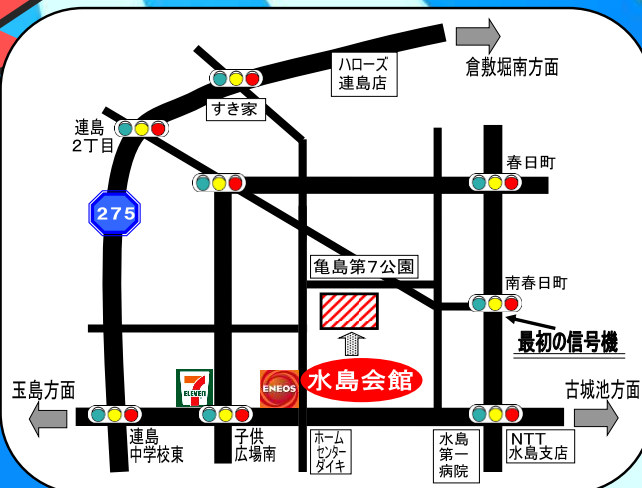 倉敷堀南方面
ハローズ
連島店
すき家
連島
2丁目
春日町
275
亀島第7公園
南春日町
最初の信号機
玉島方面
7
ELEVEN
ENEOS
水島会館
古城池方面
連島
中学校東
子供
広場南
ホーム
センター
ダイキ
水島
第一
病院
NTT
水島支店